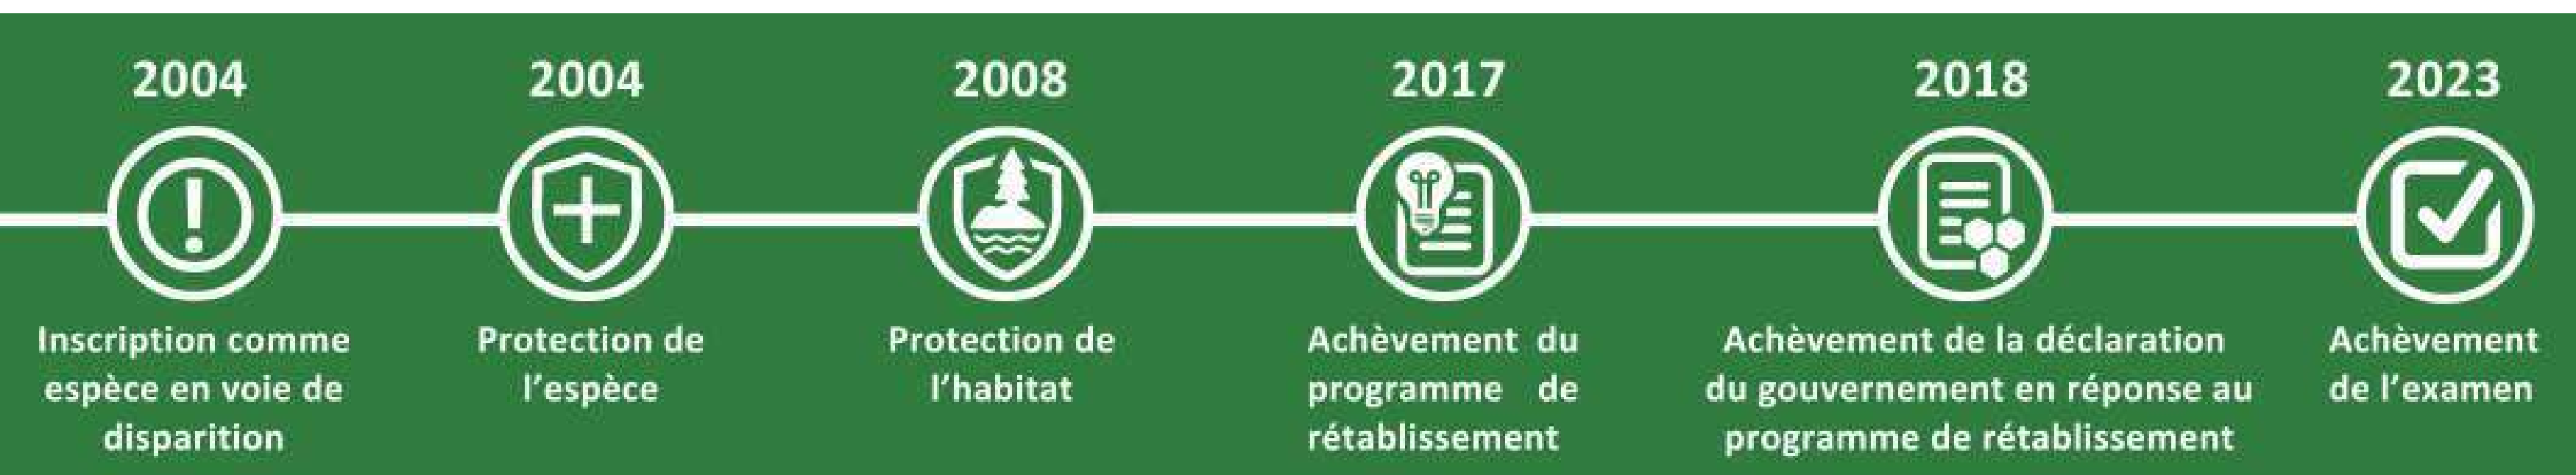 2004
Inscription comme
espèce en voie de
disparition
2004
Protection de
l’espèce
2008
Protection de
l’habitat
2017
Achèvement du
programme de
rétablissement
2018
Achèvement de la déclaration
du gouvernement en réponse au
programme de rétablissement
2023
Achèvement
de l’examen